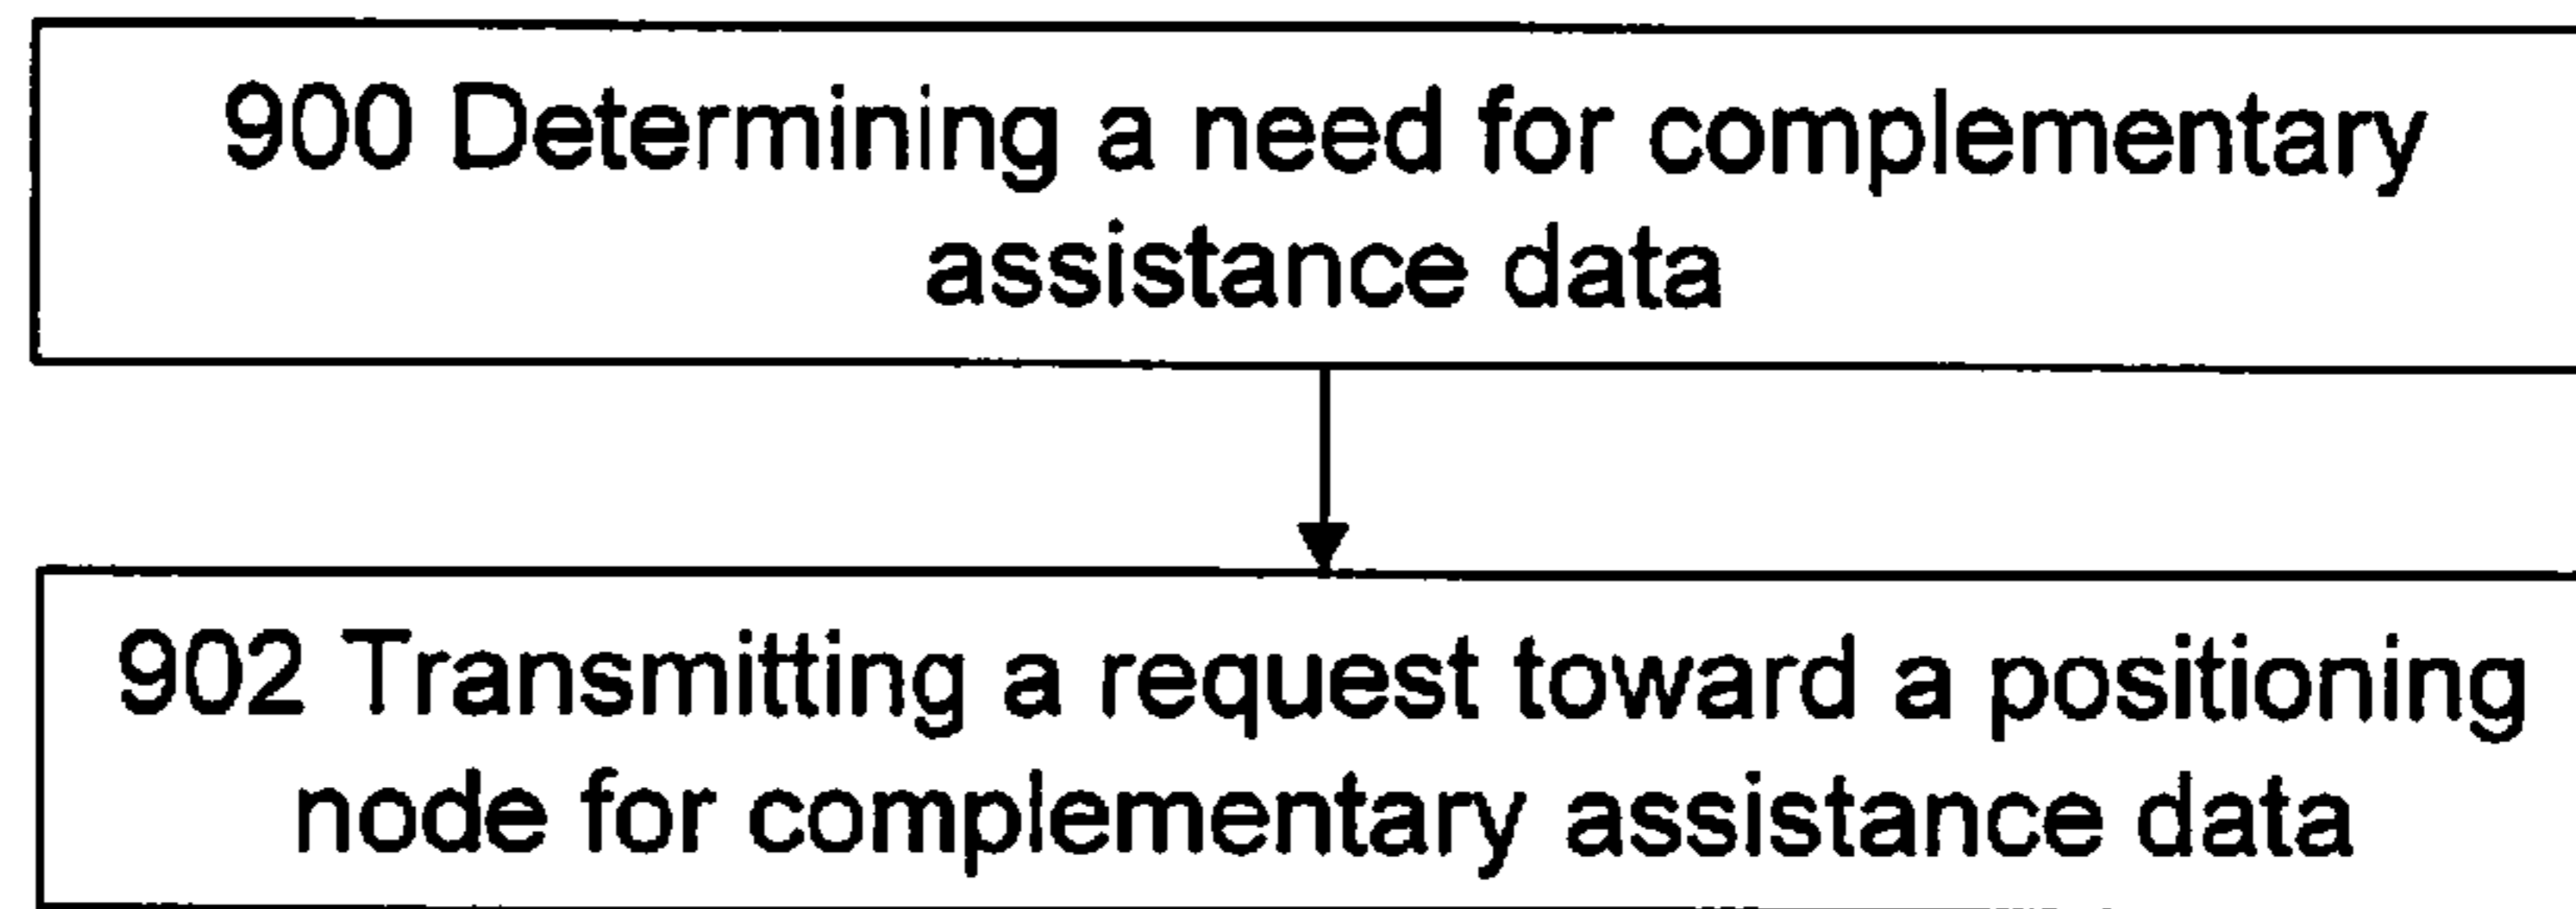 900 Determining a need for complementary
assistance data
902 Transmitting a request toward a positioning
node for complementary assistance data